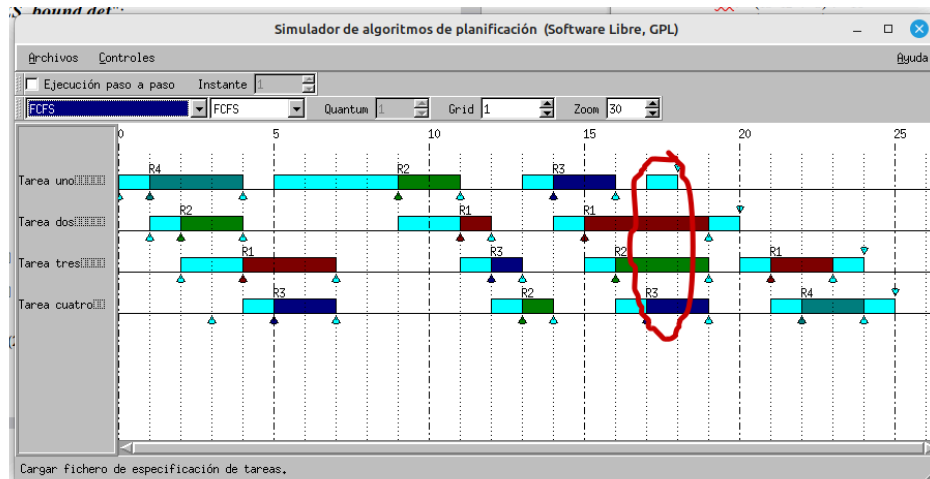 S bound def":
Simulador de algoritmos de planificación (Software Libre, GPL)
Archivos Controles Ayuda
Ejecución paso a paso Instante 1
FCFS FCFS Quantum 1 Grid 1 Zoom 30
0 5 10 15 20 25
R4 R2 R3
Tarea uno
R2 R1 R1
Tarea dos
R1 R3 R2 R1
Tarea tres
R3 R2 R3 R4
Tarea cuatro
Cargar fichero de especificación de tareas.